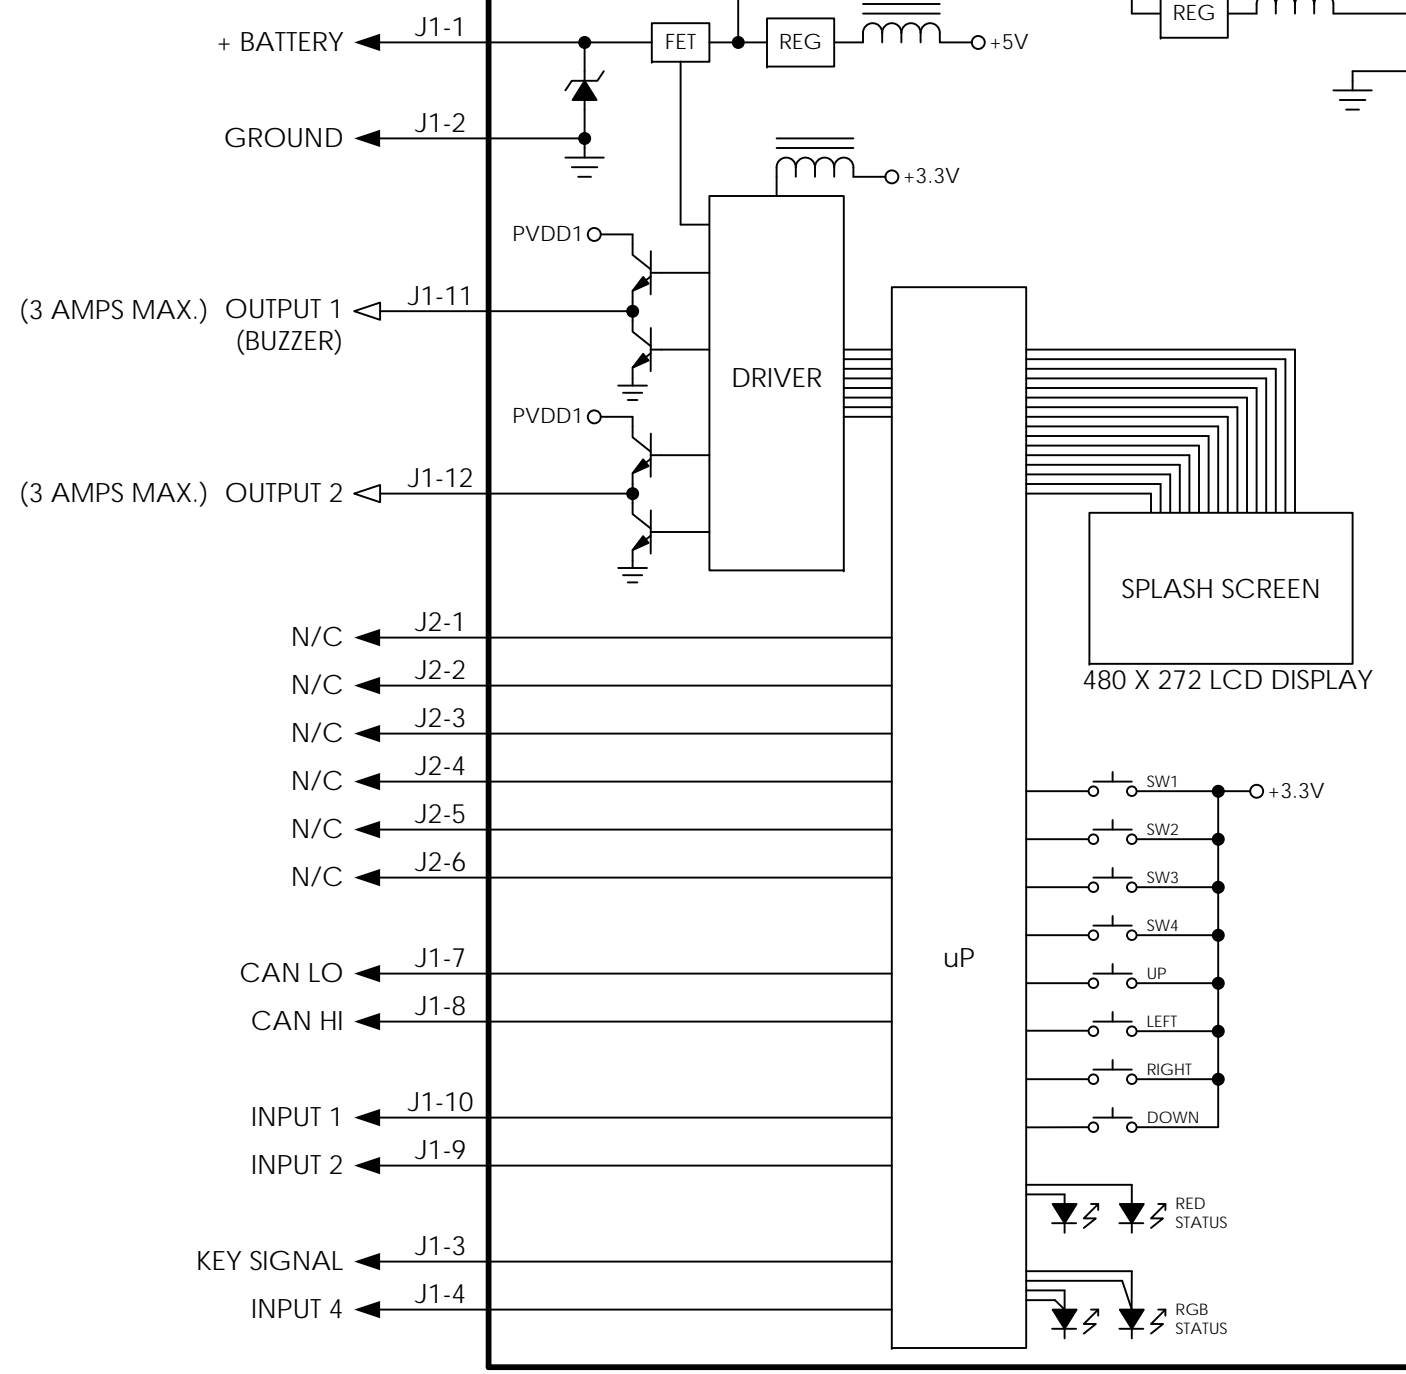 REG
+ BATTERY
J1-1
FET
REG
+5V
GROUND
J1-2
+3.3V
PVDD1
(3 AMPS MAX.) OUTPUT 1
(BUZZER)
J1-11
DRIVER
PVDD1
(3 AMPS MAX.) OUTPUT 2
J1-12
SPLASH SCREEN
480 X 272 LCD DISPLAY
N/C
J2-1
N/C
J2-2
N/C
J2-3
N/C
J2-4
N/C
J2-5
N/C
J2-6
uP
SW1
+3.3V
SW2
SW3
SW4
UP
LEFT
RIGHT
DOWN
CAN LO
J1-7
CAN HI
J1-8
INPUT 1
J1-10
INPUT 2
J1-9
RED
STATUS
KEY SIGNAL
J1-3
INPUT 4
J1-4
RGB
STATUS